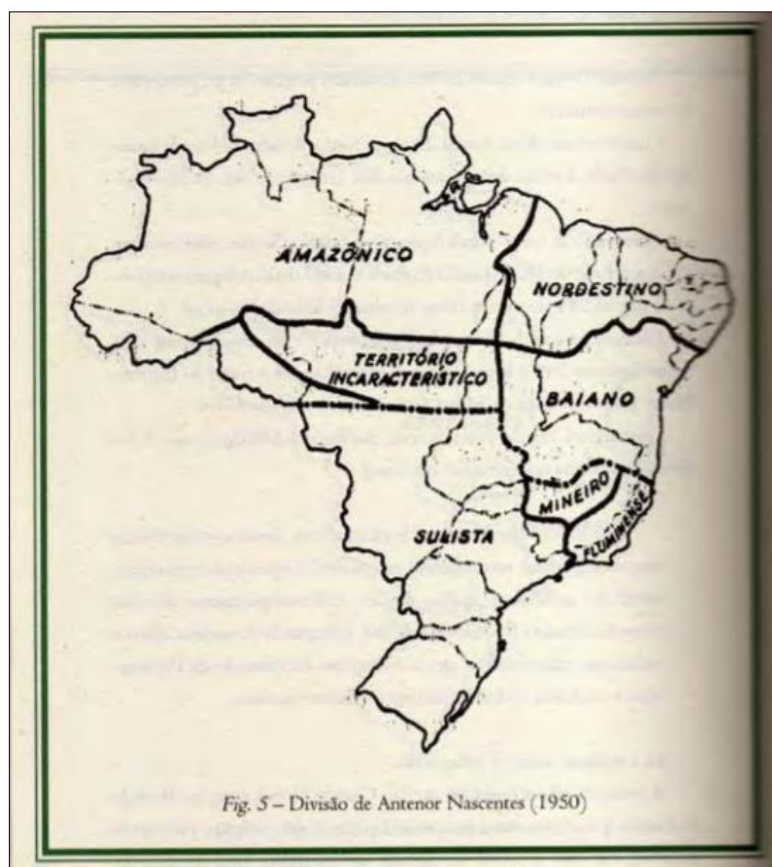 AMAZÔNICO
NORDESTINO
TERRITÓRIO
INCARACTERÍSTICO
BAIANO
MINEIRO
FLUMINENSE
SULISTA
Fig. 5 – Divisão de Antenor Nascentes (1950)